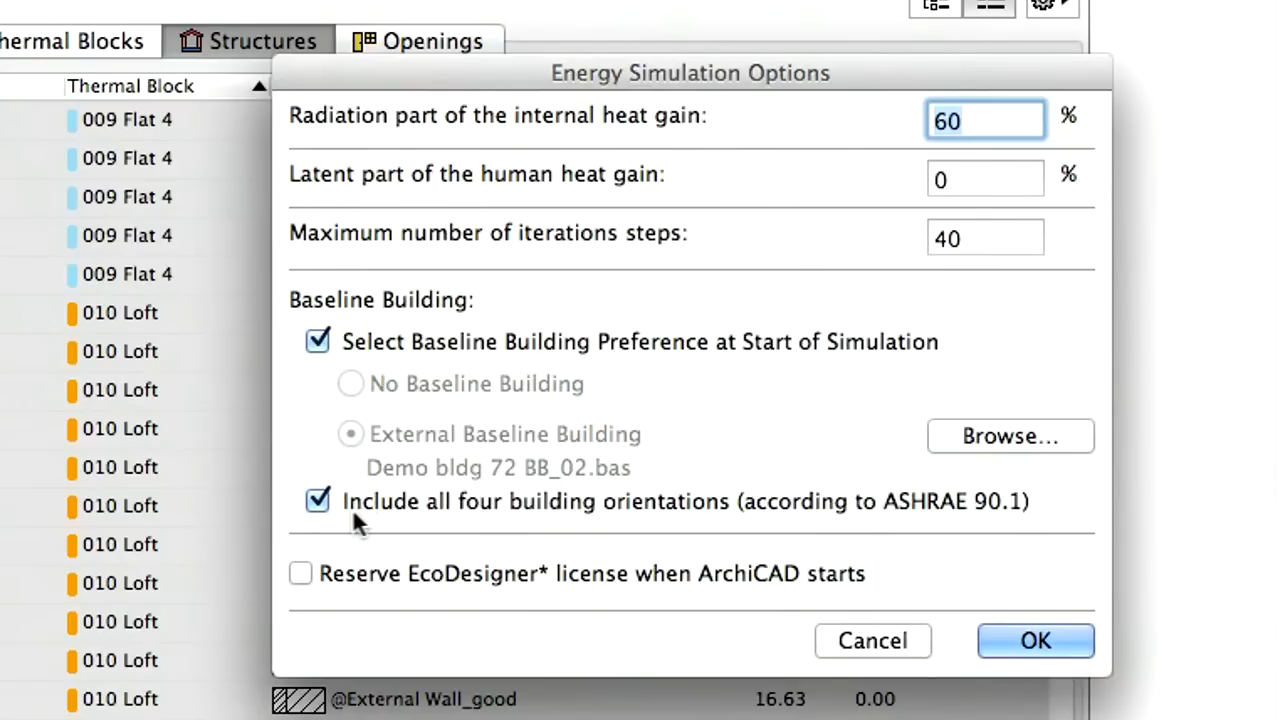 hermal Blocks Structures Openings
Thermal Block
Energy Simulation Options
009 Flat 4
009 Flat 4
009 Flat 4
009 Flat 4
009 Flat 4
010 Loft
010 Loft
010 Loft
010 Loft
010 Loft
010 Loft
010 Loft
010 Loft
010 Loft
010 Loft
010 Loft @External Wall_good 16.63 0.00
Radiation part of the internal heat gain: 60 %
Latent part of the human heat gain: 0 %
Maximum number of iterations steps: 40
Baseline Building:
Select Baseline Building Preference at Start of Simulation
No Baseline Building
External Baseline Building Browse...
Demo bldg 72 BB_02.bas
Include all four building orientations (according to ASHRAE 90.1)
Reserve EcoDesigner* license when ArchiCAD starts
Cancel OK